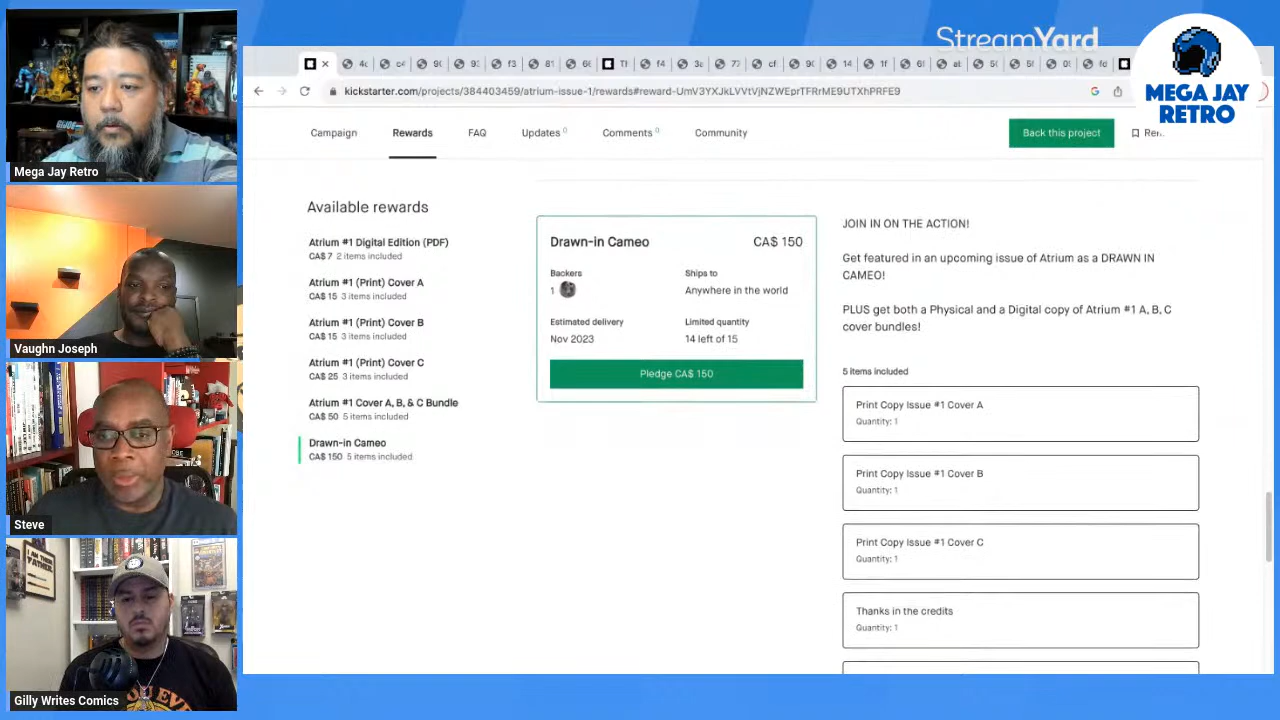 StreamYard
MEGA JAY
RETRO
kickstarter.com/projects/384403459/atrium-issue-1/rewards#reward-UmV3YXJkLVVtVjNZWEprTFRrME9UTXhPRFE9
Campaign
Rewards
FAQ
Updates 0
Comments 0
Community
Back this project
Available rewards
Atrium #1 Digital Edition (PDF)
CA$ 7 2 items included
Atrium #1 (Print) Cover A
CA$ 15 3 items included
Atrium #1 (Print) Cover B
CA$ 15 3 items included
Atrium #1 (Print) Cover C
CA$ 25 3 items included
Atrium #1 Cover A, B, & C Bundle
CA$ 50 5 items included
Drawn-in Cameo
CA$ 150 5 items included
Drawn-in Cameo CA$ 150
Backers
1
Ships to
Anywhere in the world
Estimated delivery
Nov 2023
Limited quantity
14 left of 15
Pledge CA$ 150
JOIN IN ON THE ACTION!
Get featured in an upcoming issue of Atrium as a DRAWN IN
CAMEO!
PLUS get both a Physical and a Digital copy of Atrium #1 A, B, C
cover bundles!
5 items included
Print Copy Issue #1 Cover A
Quantity: 1
Print Copy Issue #1 Cover B
Quantity: 1
Print Copy Issue #1 Cover C
Quantity: 1
Thanks in the credits
Quantity: 1
Mega Jay Retro
Vaughn Joseph
Steve
Gilly Writes Comics